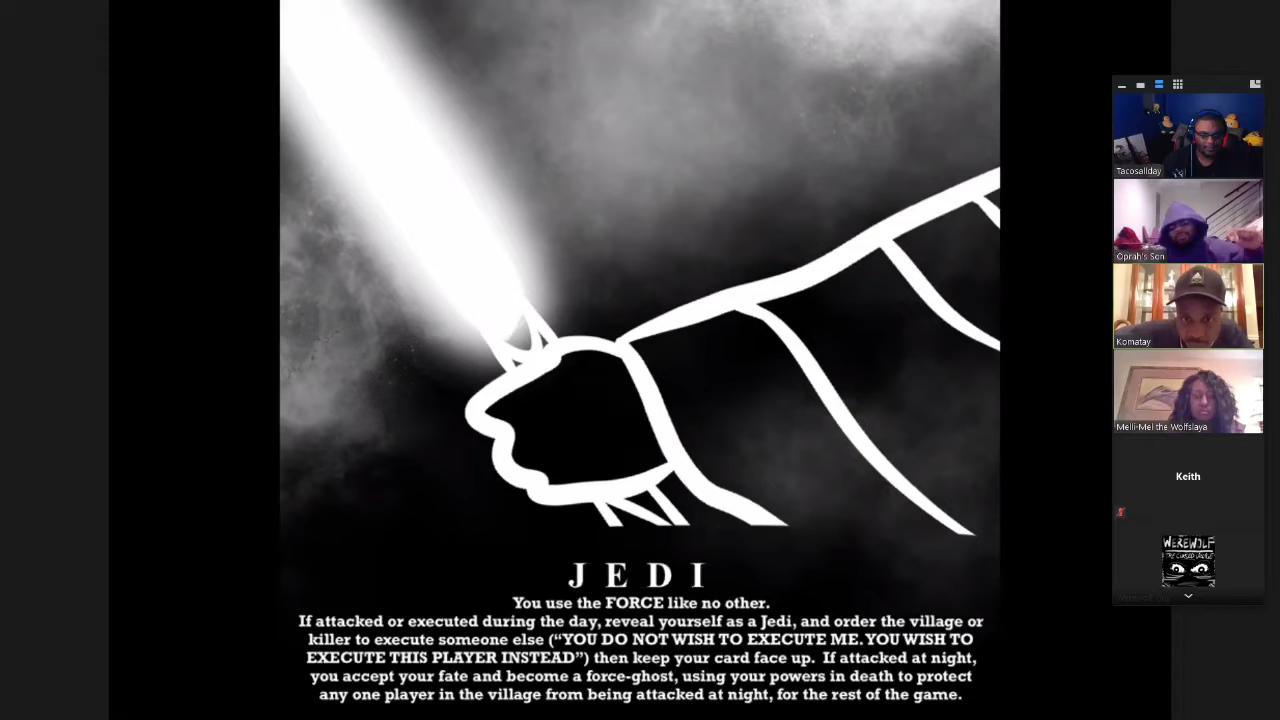 JEDI
You use the FORCE like no other.
If attacked or executed during the day, reveal yourself as a Jedi, and order the village or
killer to execute someone else (“YOU DO NOT WISH TO EXECUTE ME. YOU WISH TO
EXECUTE THIS PLAYER INSTEAD”) then keep your card face up. If attacked at night,
you accept your fate and become a force-ghost, using your powers in death to protect
any one player in the village from being attacked at night, for the rest of the game.
Tacosallday
Oprah's Son
Komatay
Melli-Mel the Wolfslaya
Keith
WEREWOLF
THE CURSED VILLAGE